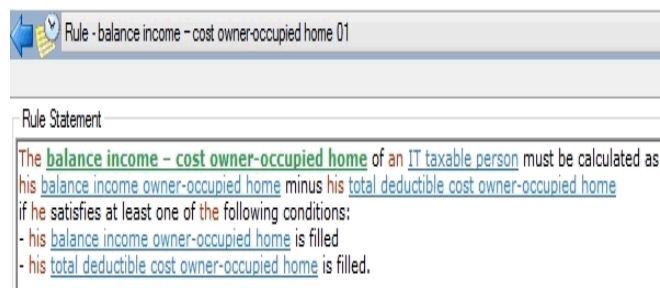 Rule - balance income – cost owner-occupied home 01
Rule Statement
The balance income – cost owner-occupied home of an IT taxable person must be calculated as
his balance income owner-occupied home minus his total deductible cost owner-occupied home
if he satisfies at least one of the following conditions:
- his balance income owner-occupied home is filled
- his total deductible cost owner-occupied home is filled.